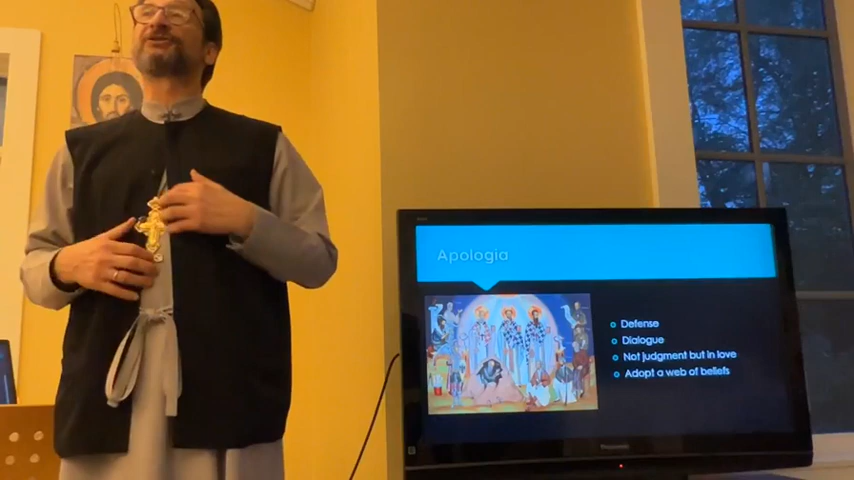 Apologia
Defense
Dialogue
Not judgment but in love
Adopt a web of beliefs